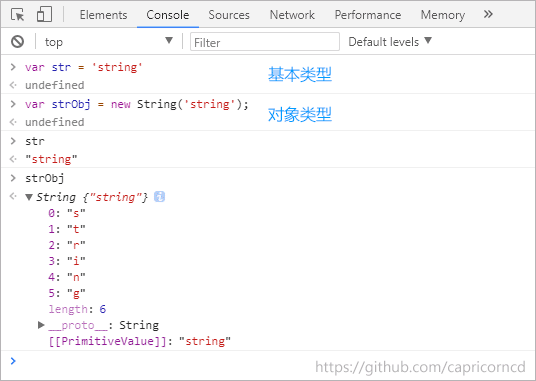 Elements Console Sources Network Performance Memory »
top ▼ Filter Default levels ▼
> var str = 'string' 基本类型
< undefined
> var strObj = new String('string'); 对象类型
< undefined
> str
< "string"
> strObj
< ▼ String {"string"} i
0: "s"
1: "t"
2: "r"
3: "i"
4: "n"
5: "g"
length: 6
▶ __proto__: String
[[PrimitiveValue]]: "string"
>
https://github.com/capricorncd